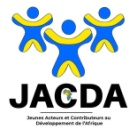 JACDA
Jeunes Acteurs et Contributeurs au
Développement de l'Afrique